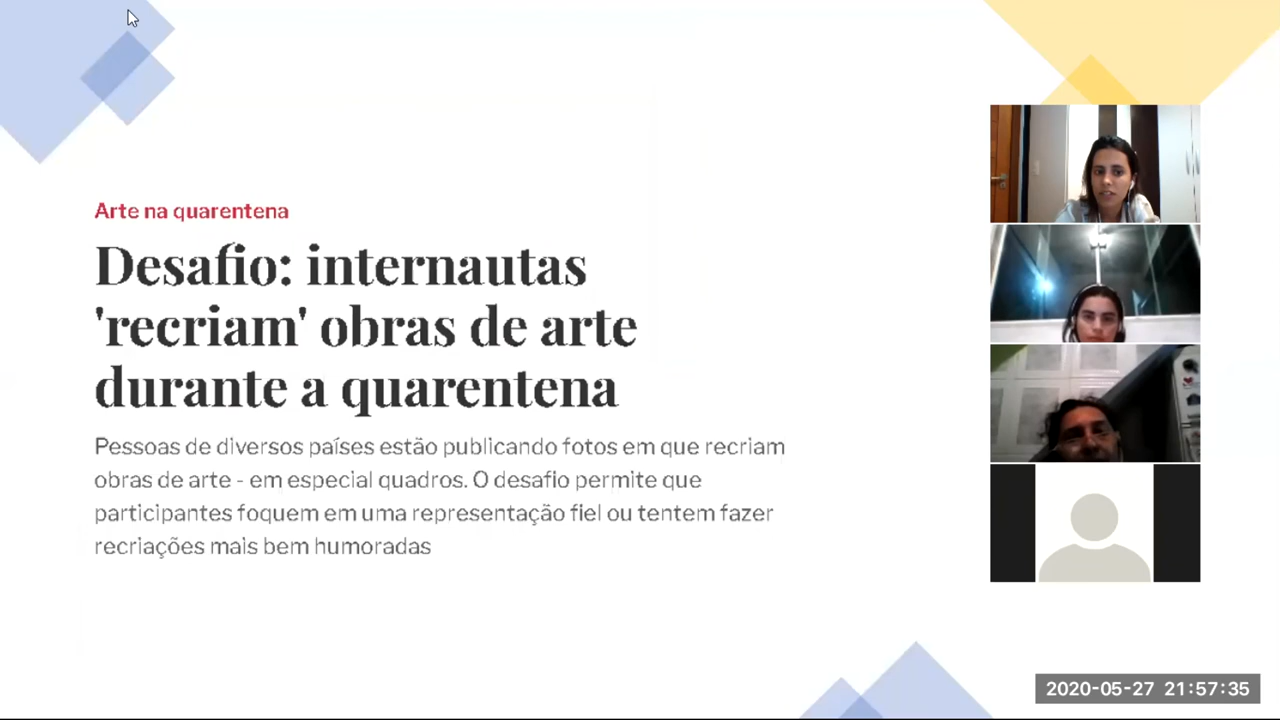 Arte na quarentena
Desafio: internautas
'recriam' obras de arte
durante a quarentena
Pessoas de diversos países estão publicando fotos em que recriam
obras de arte - em especial quadros. O desafio permite que
participantes foquem em uma representação fiel ou tentem fazer
recriações mais bem humoradas
2020-05-27 21:57:35